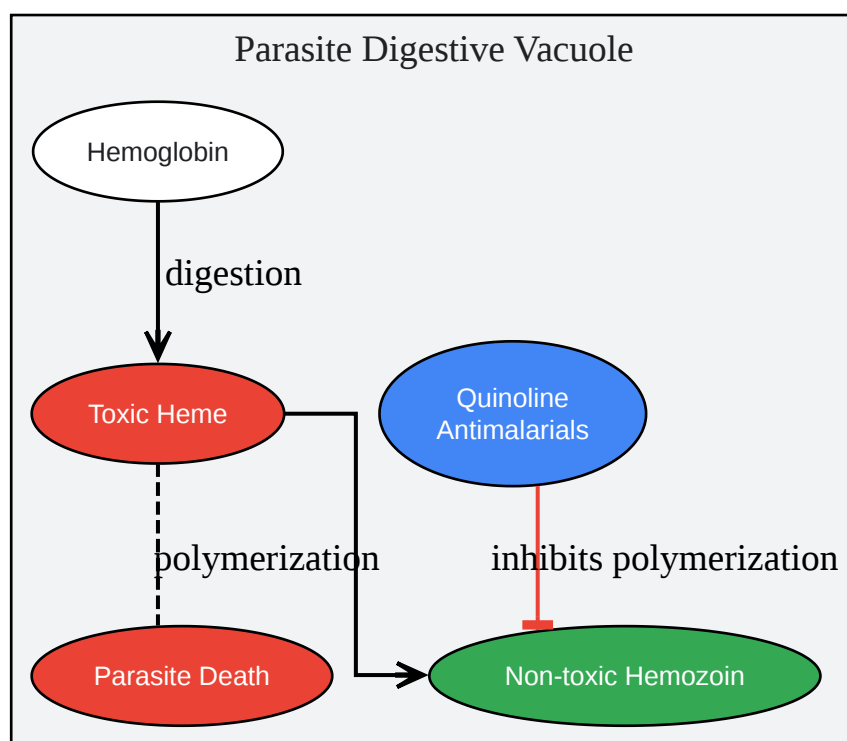 Parasite Digestive Vacuole
Hemoglobin
digestion
Toxic Heme
Quinoline
Antimalarials
polymerization
inhibits polymerization
Parasite Death
Non-toxic Hemozoin